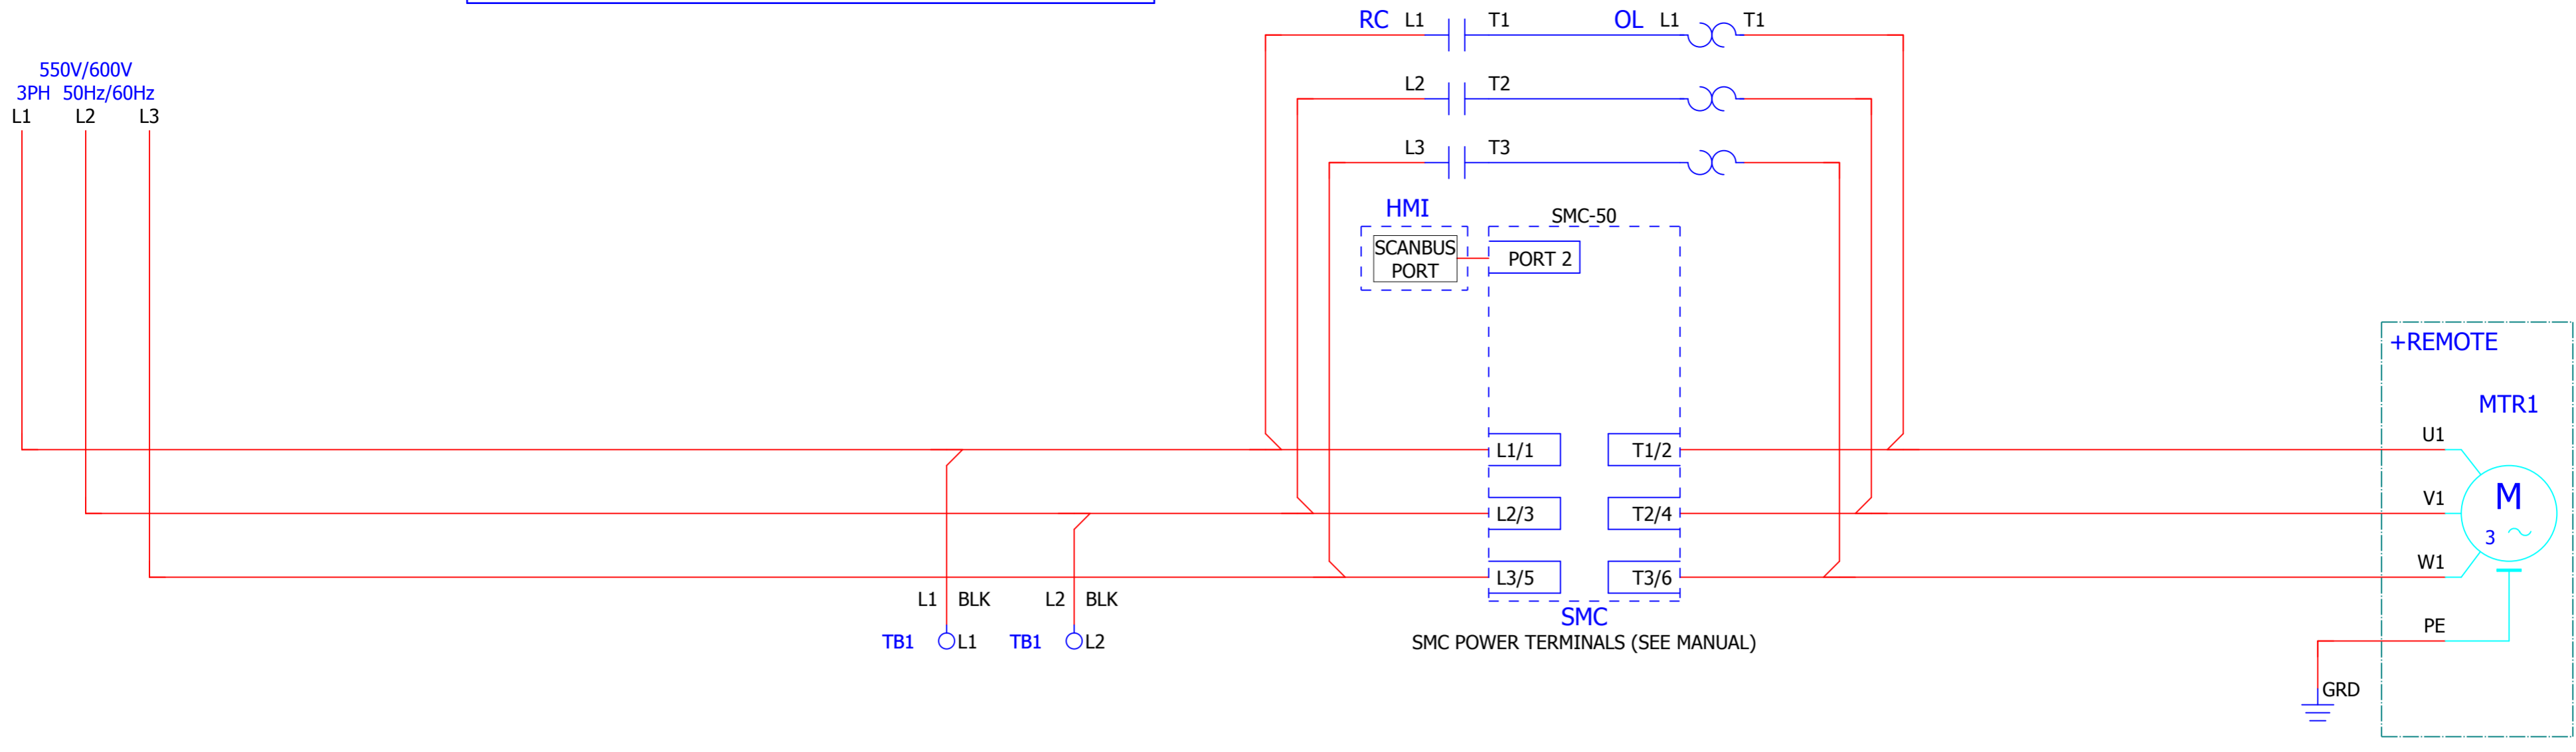 RC L1 T1 OL L1 T1
550V/600V
3PH 50Hz/60Hz
L1 L2 L3
L2 T2
L3 T3
HMI
SMC-50
SCANBUS
PORT
PORT 2
+REMOTE
MTR1
U1
L1/1 T1/2
V1
M
3
L2/3 T2/4
W1
L3/5 T3/6
L1 BLK L2 BLK
SMC
PE
TB1 L1 TB1 L2
SMC POWER TERMINALS (SEE MANUAL)
GRD